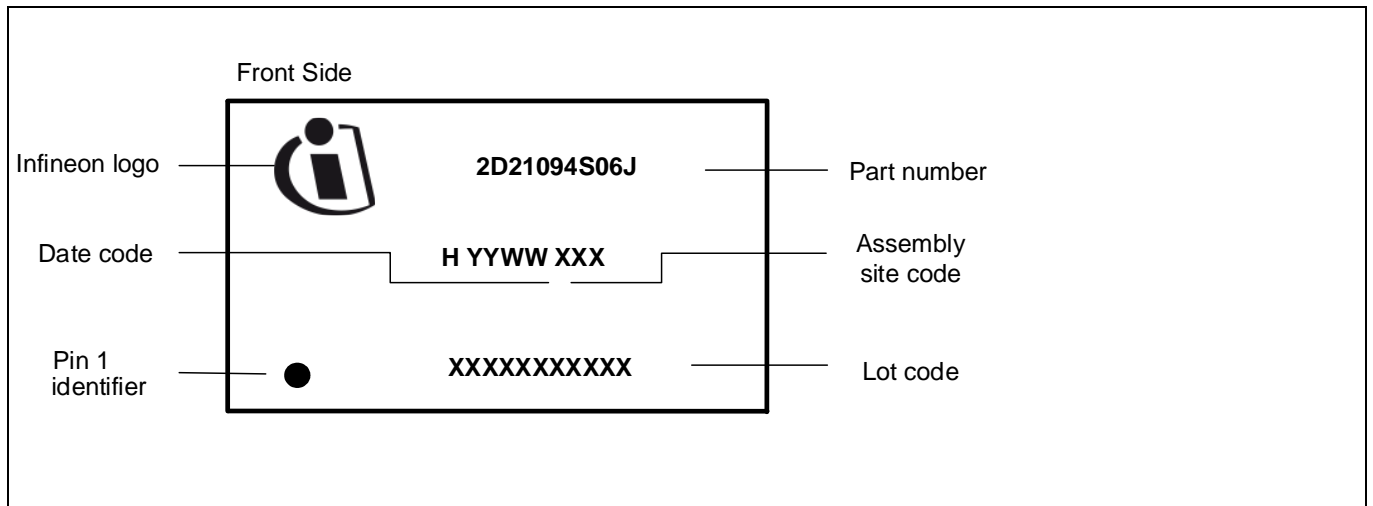 Front Side
Infineon logo
2D21094S06J
Part number
Date code
H YYWW XXX
Assembly
site code
Pin 1
identifier
XXXXXXXXXXX
Lot code